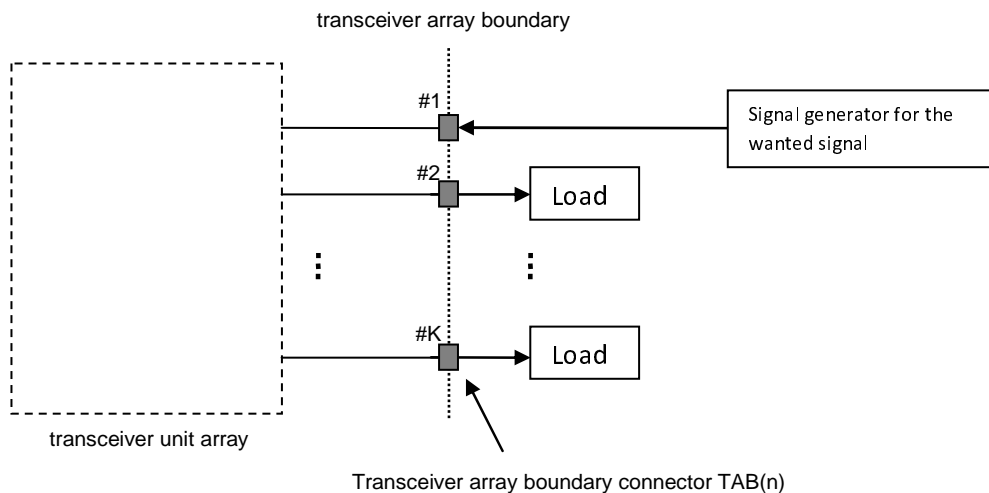 transceiver array boundary
#1
Signal generator for the
wanted signal
#2
Load
#K
Load
transceiver unit array
Transceiver array boundary connector TAB(n)